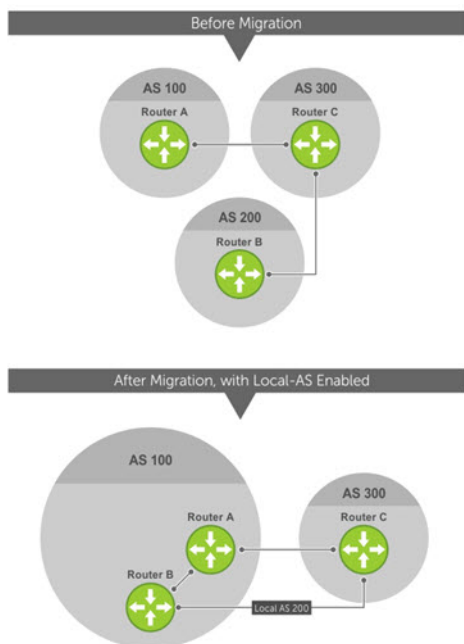 Before Migration
AS 100
AS 300
Router A
Router C
AS 200
Router B
After Migration, with Local-AS Enabled
AS 100
AS 300
Router A
Router C
Router B
Local AS 200